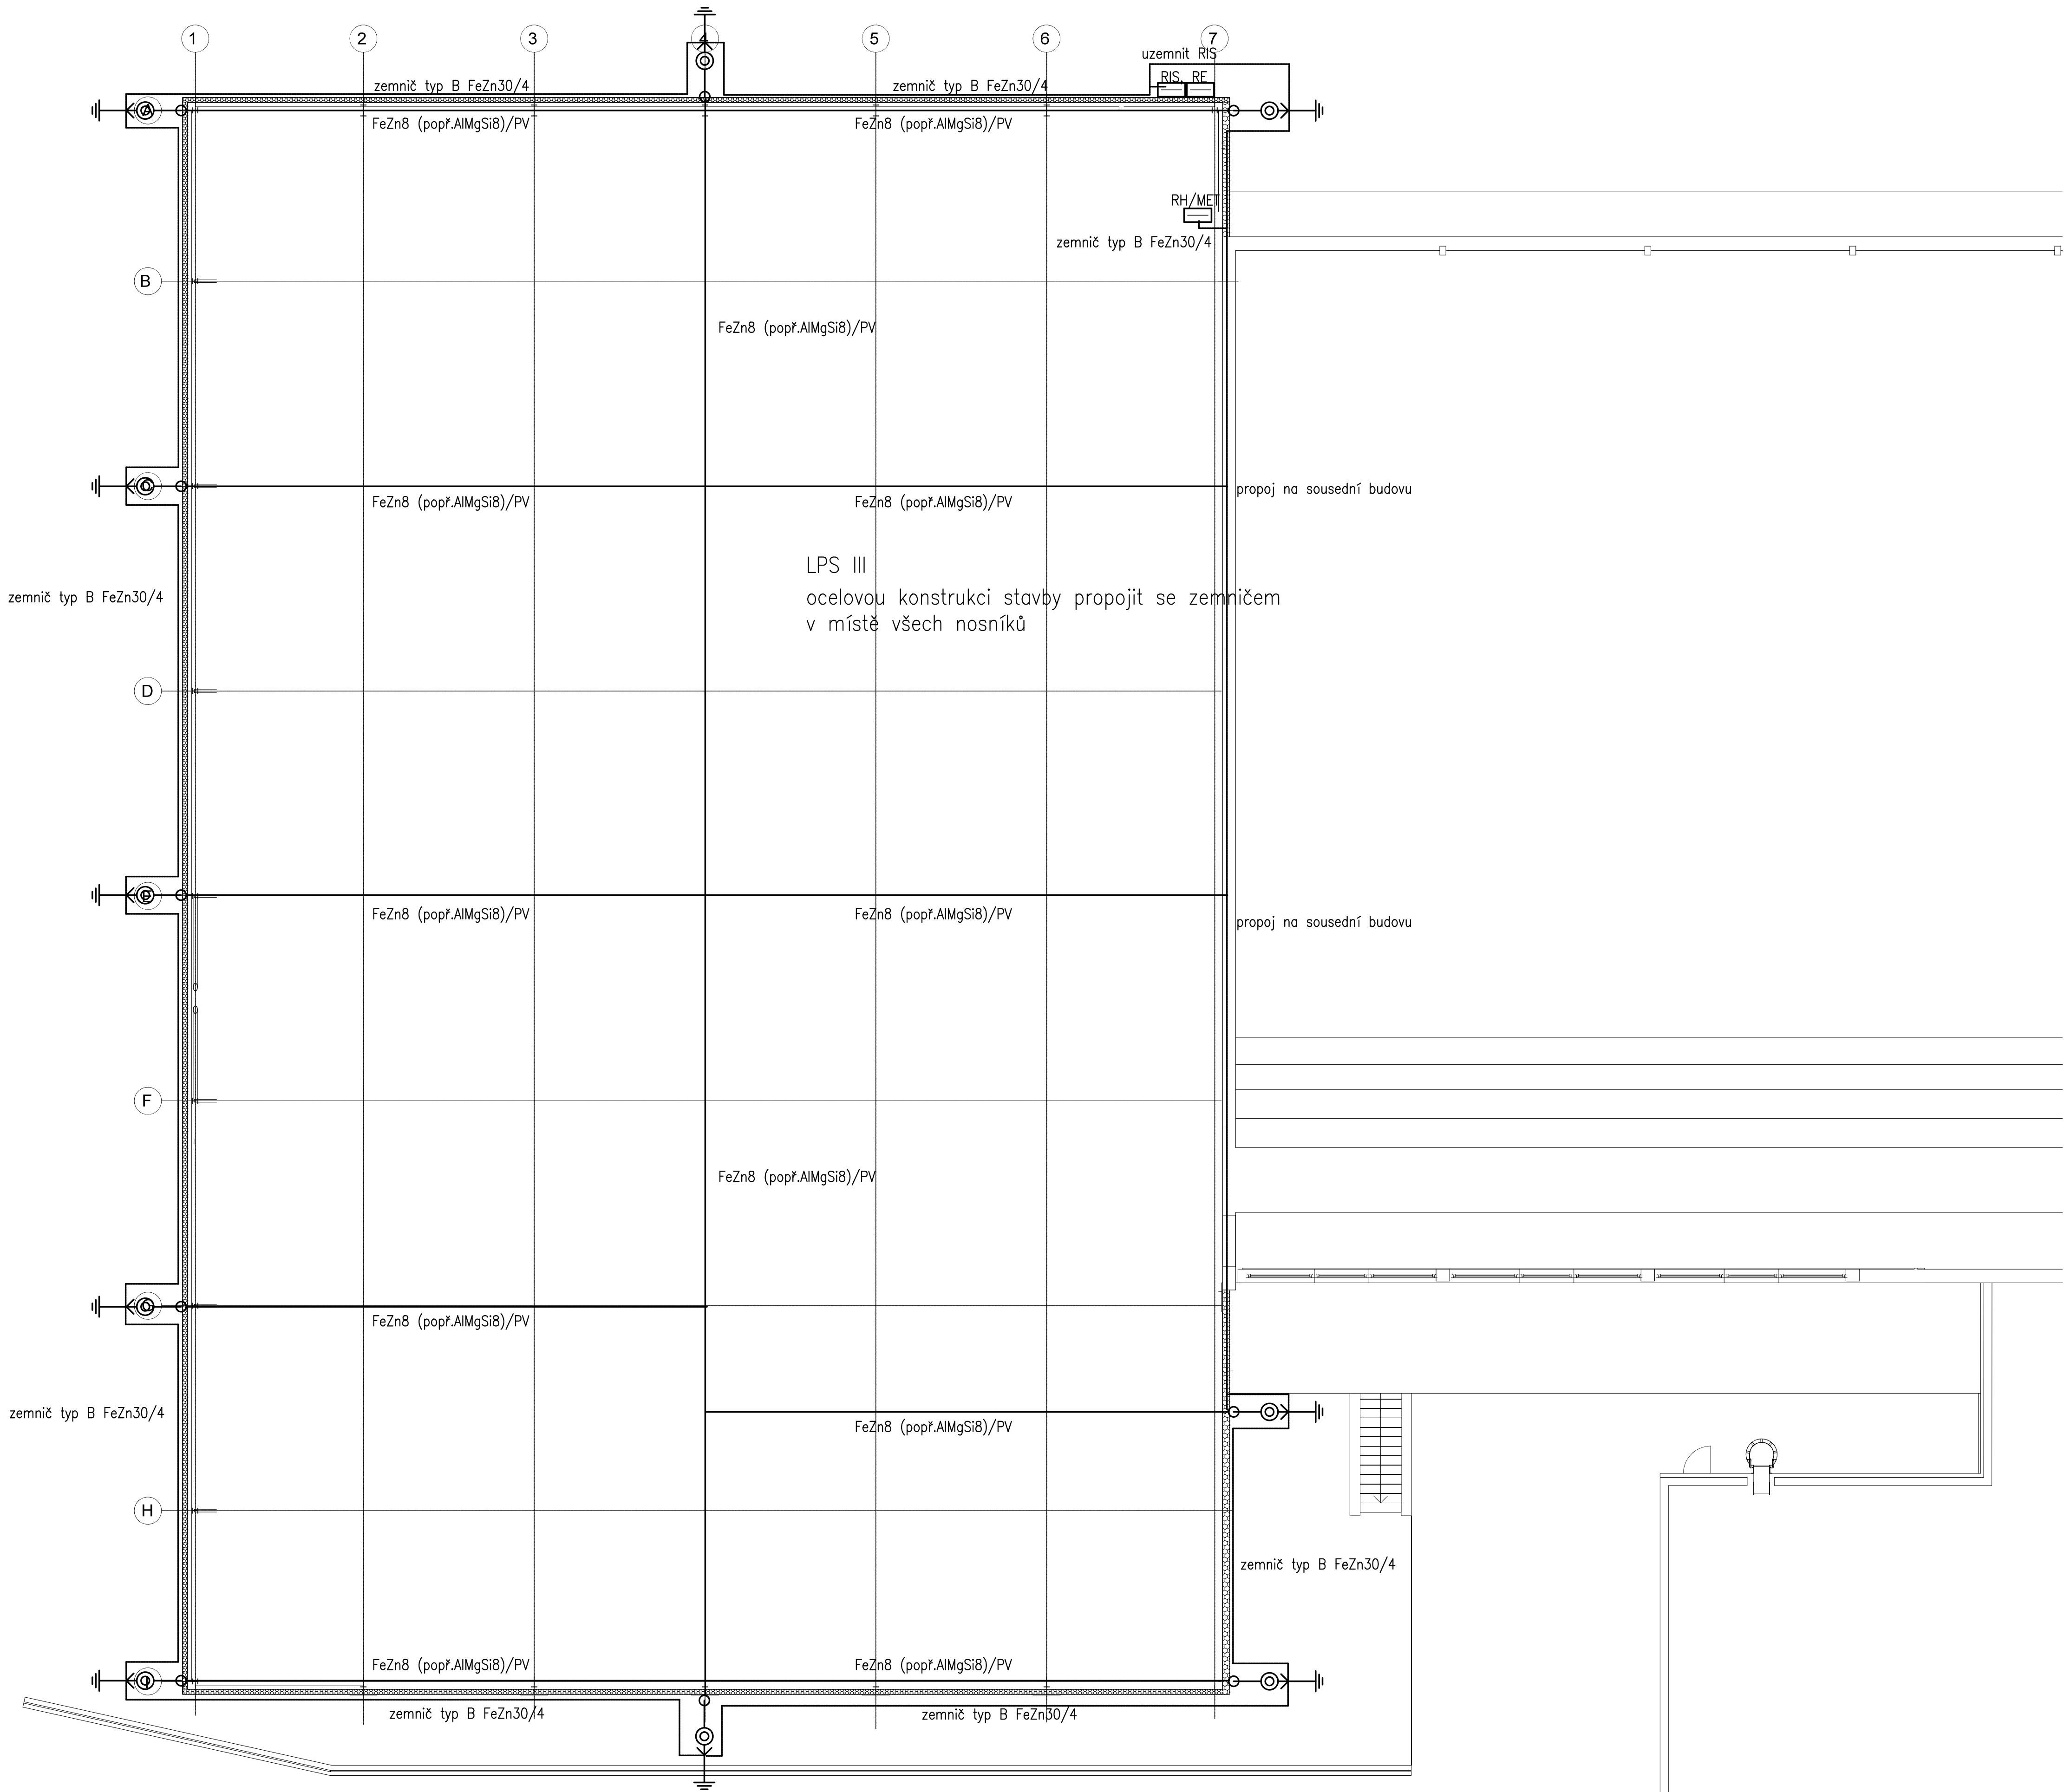 1 2 3 4 5 6 7
uzemnit RIS
zemnič typ B FeZn30/4
zemnič typ B FeZn30/4
RIS, RE
A
FeZn8 (popř.AlMgSi8)/PV
FeZn8 (popř.AlMgSi8)/PV
RH/MET
zemnič typ B FeZn30/4
B
FeZn8 (popř.AlMgSi8)/PV
C
FeZn8 (popř.AlMgSi8)/PV
FeZn8 (popř.AlMgSi8)/PV
propoj na sousední budovu
LPS III
ocelovou konstrukci stavby propojit se zemničem
v místě všech nosníků
zemnič typ B FeZn30/4
D
E
FeZn8 (popř.AlMgSi8)/PV
FeZn8 (popř.AlMgSi8)/PV
propoj na sousední budovu
F
FeZn8 (popř.AlMgSi8)/PV
G
FeZn8 (popř.AlMgSi8)/PV
zemnič typ B FeZn30/4
FeZn8 (popř.AlMgSi8)/PV
H
zemnič typ B FeZn30/4
FeZn8 (popř.AlMgSi8)/PV
FeZn8 (popř.AlMgSi8)/PV
I
zemnič typ B FeZn30/4
zemnič typ B FeZn30/4